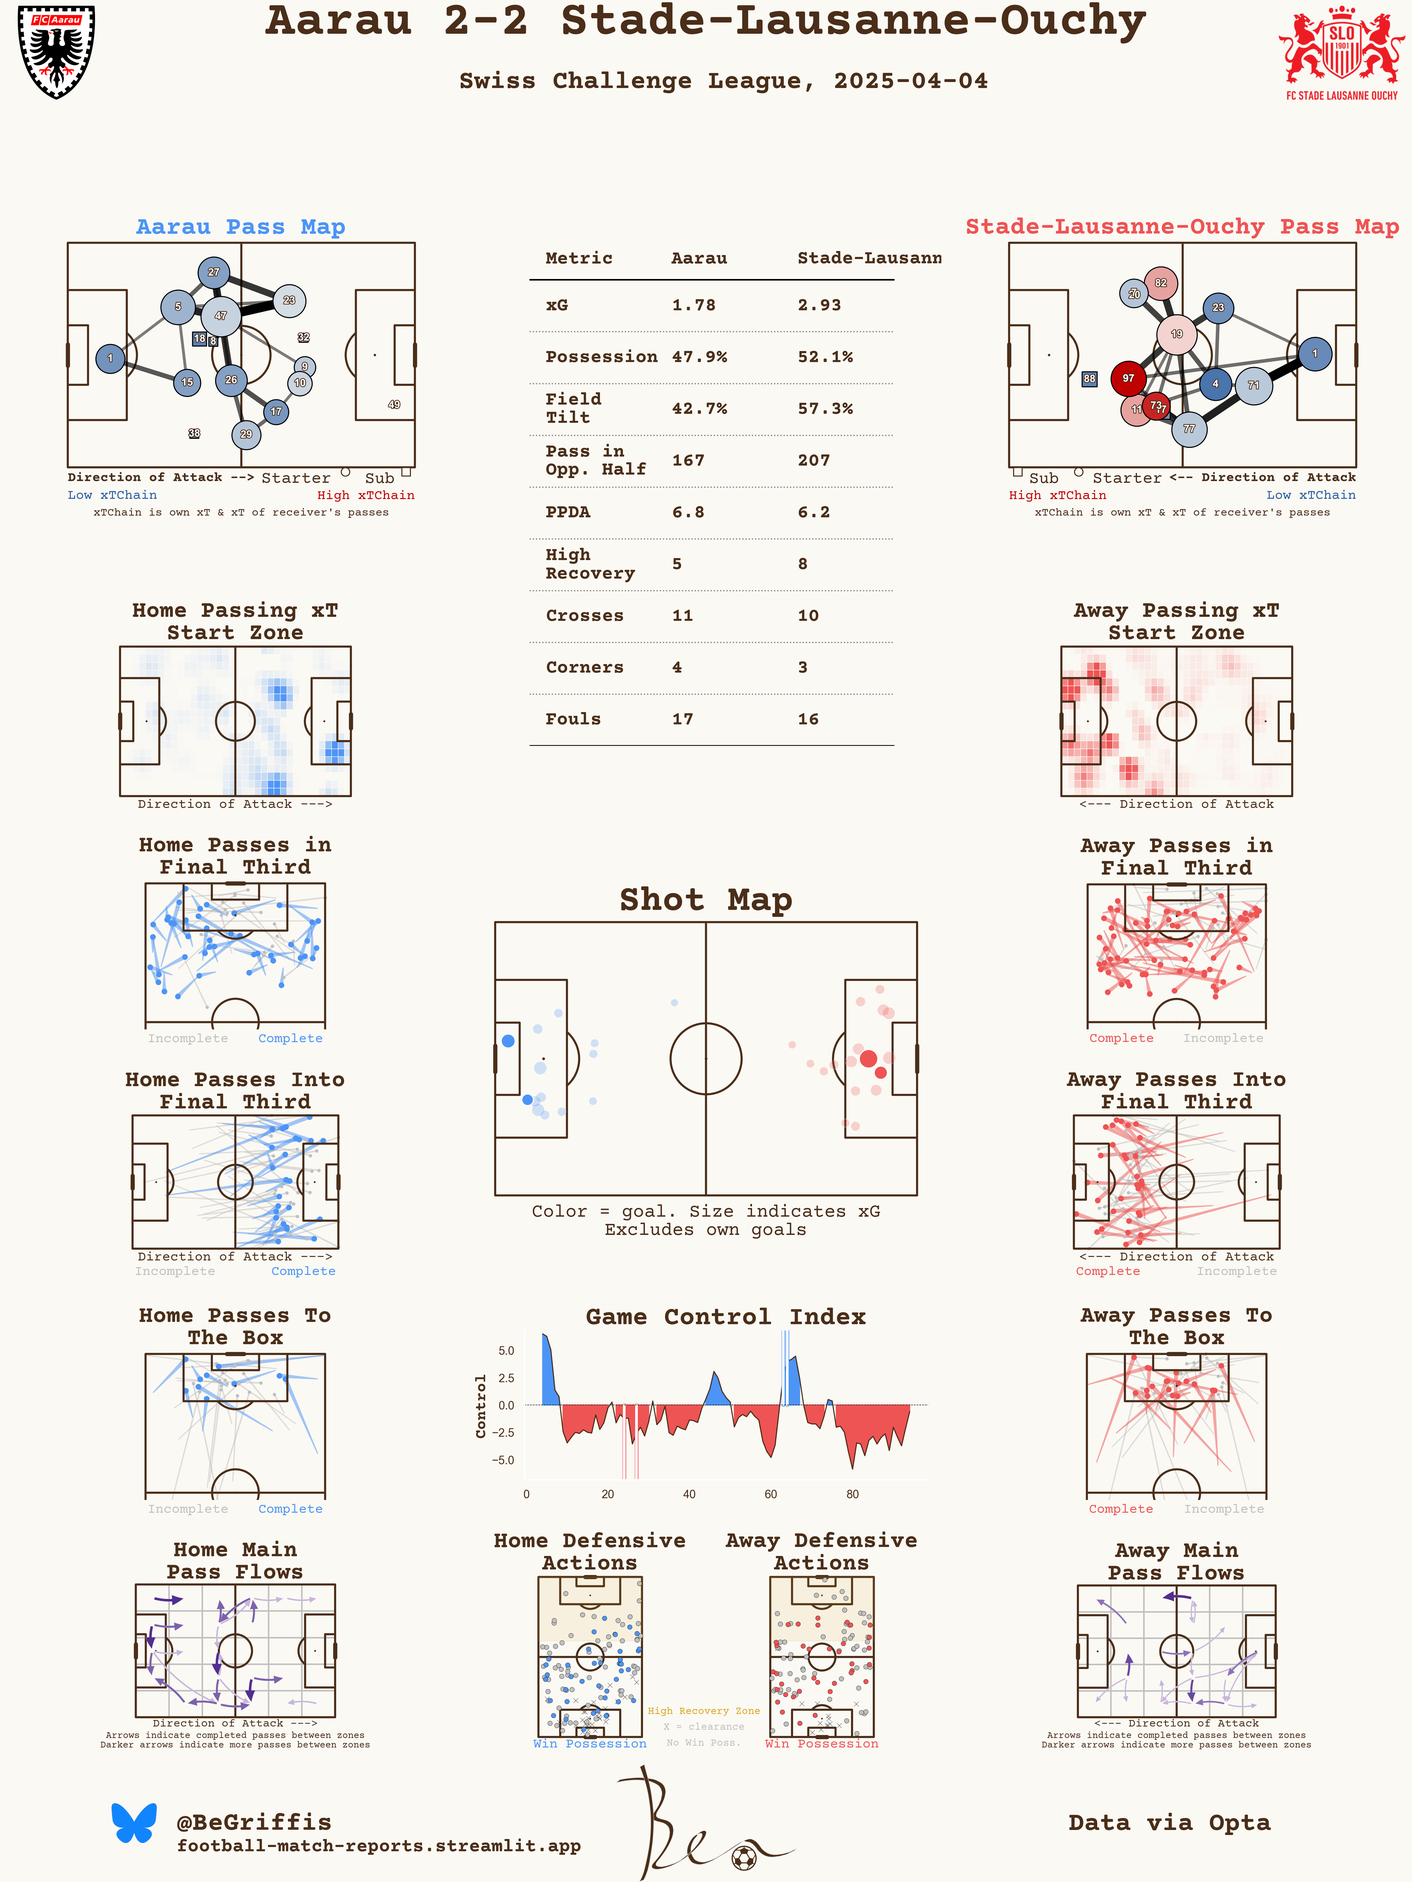 Aarau 2-2 Stade-Lausanne-Ouchy
Swiss Challenge League, 2025-04-04
FC Aarau
SLO
1901
FC STADE LAUSANNE OUCHY
Aarau Pass Map
27
5
23
47
18
8
32
1
9
15
26
10
17
49
29
38
Direction of Attack --> Starter Sub
Low xTChain High xTChain
xTChain is own xT & xT of receiver's passes
Metric Aarau Stade-Lausann
xG 1.78 2.93
Possession 47.9% 52.1%
Field
Tilt 42.7% 57.3%
Pass in
Opp. Half 167 207
PPDA 6.8 6.2
High
Recovery 5 8
Crosses 11 10
Corners 4 3
Fouls 17 16
Stade-Lausanne-Ouchy Pass Map
82
20
23
19
1
88
97
4
71
11
73
77
Sub Starter <-- Direction of Attack
High xTChain Low xTChain
xTChain is own xT & xT of receiver's passes
Home Passing xT
Start Zone
Direction of Attack --->
Away Passing xT
Start Zone
<--- Direction of Attack
Home Passes in
Final Third
Incomplete Complete
Away Passes in
Final Third
Complete Incomplete
Shot Map
Color = goal. Size indicates xG
Excludes own goals
Home Passes Into
Final Third
Direction of Attack --->
Incomplete Complete
Away Passes Into
Final Third
<--- Direction of Attack
Complete Incomplete
Home Passes To
The Box
Incomplete Complete
Game Control Index
Control
5.0
2.5
0.0
−2.5
−5.0
0 20 40 60 80
Away Passes To
The Box
Complete Incomplete
Home Main
Pass Flows
Direction of Attack --->
Arrows indicate completed passes between zones
Darker arrows indicate more passes between zones
Home Defensive
Actions
Win Possession
High Recovery Zone
X = clearance
No Win Poss.
Away Defensive
Actions
Win Possession
Away Main
Pass Flows
<--- Direction of Attack
Arrows indicate completed passes between zones
Darker arrows indicate more passes between zones
@BeGriffis
football-match-reports.streamlit.app
Ben
Data via Opta